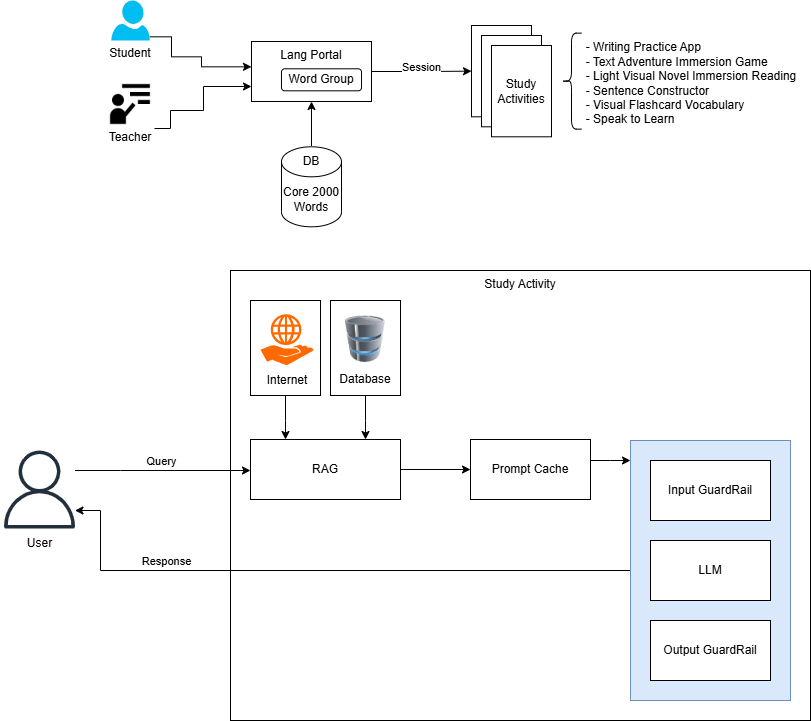 Student
Teacher
Lang Portal
Word Group
DB
Core 2000
Words
Session
Study
Activities
- Writing Practice App
- Text Adventure Immersion Game
- Light Visual Novel Immersion Reading
- Sentence Constructor
- Visual Flashcard Vocabulary
- Speak to Learn
Study Activity
Internet
Database
Query
RAG
Prompt Cache
Input GuardRail
User
Response
LLM
Output GuardRail